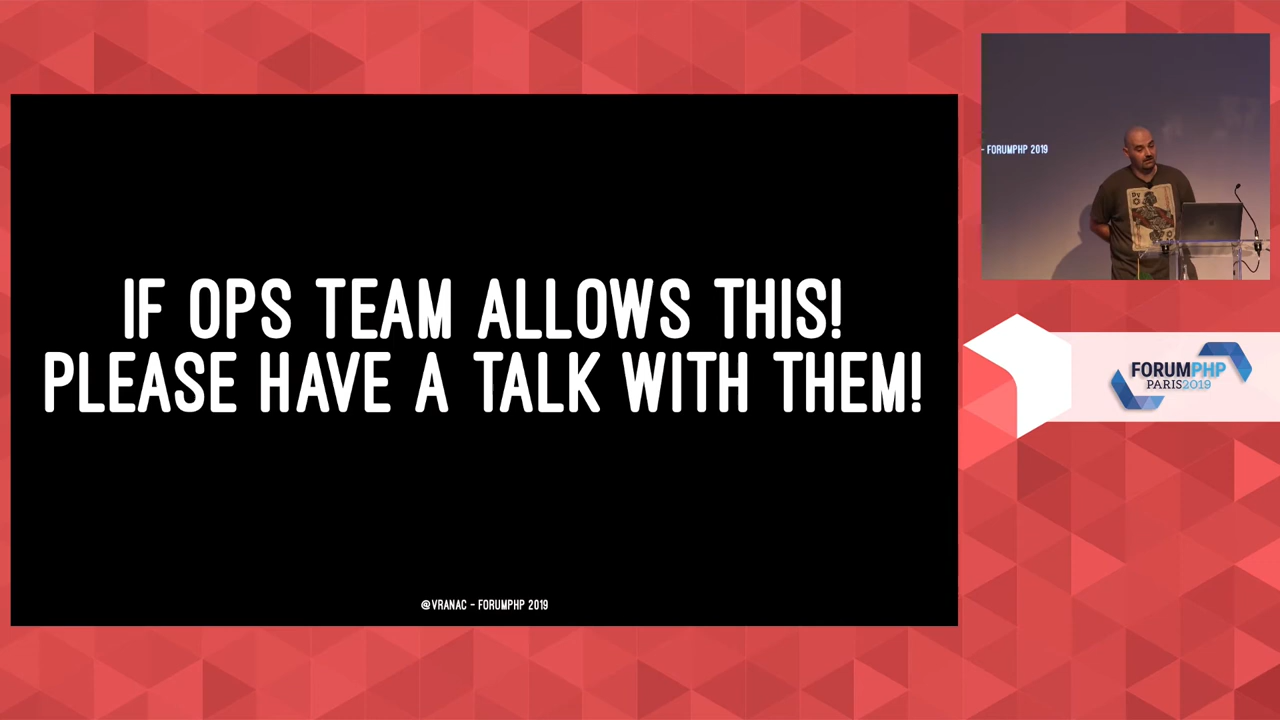 IF OPS TEAM ALLOWS THIS!
PLEASE HAVE A TALK WITH THEM!
@VRANAC - FORUMPHP 2019
- FORUMPHP 2019
FORUMPHP
PARIS2019